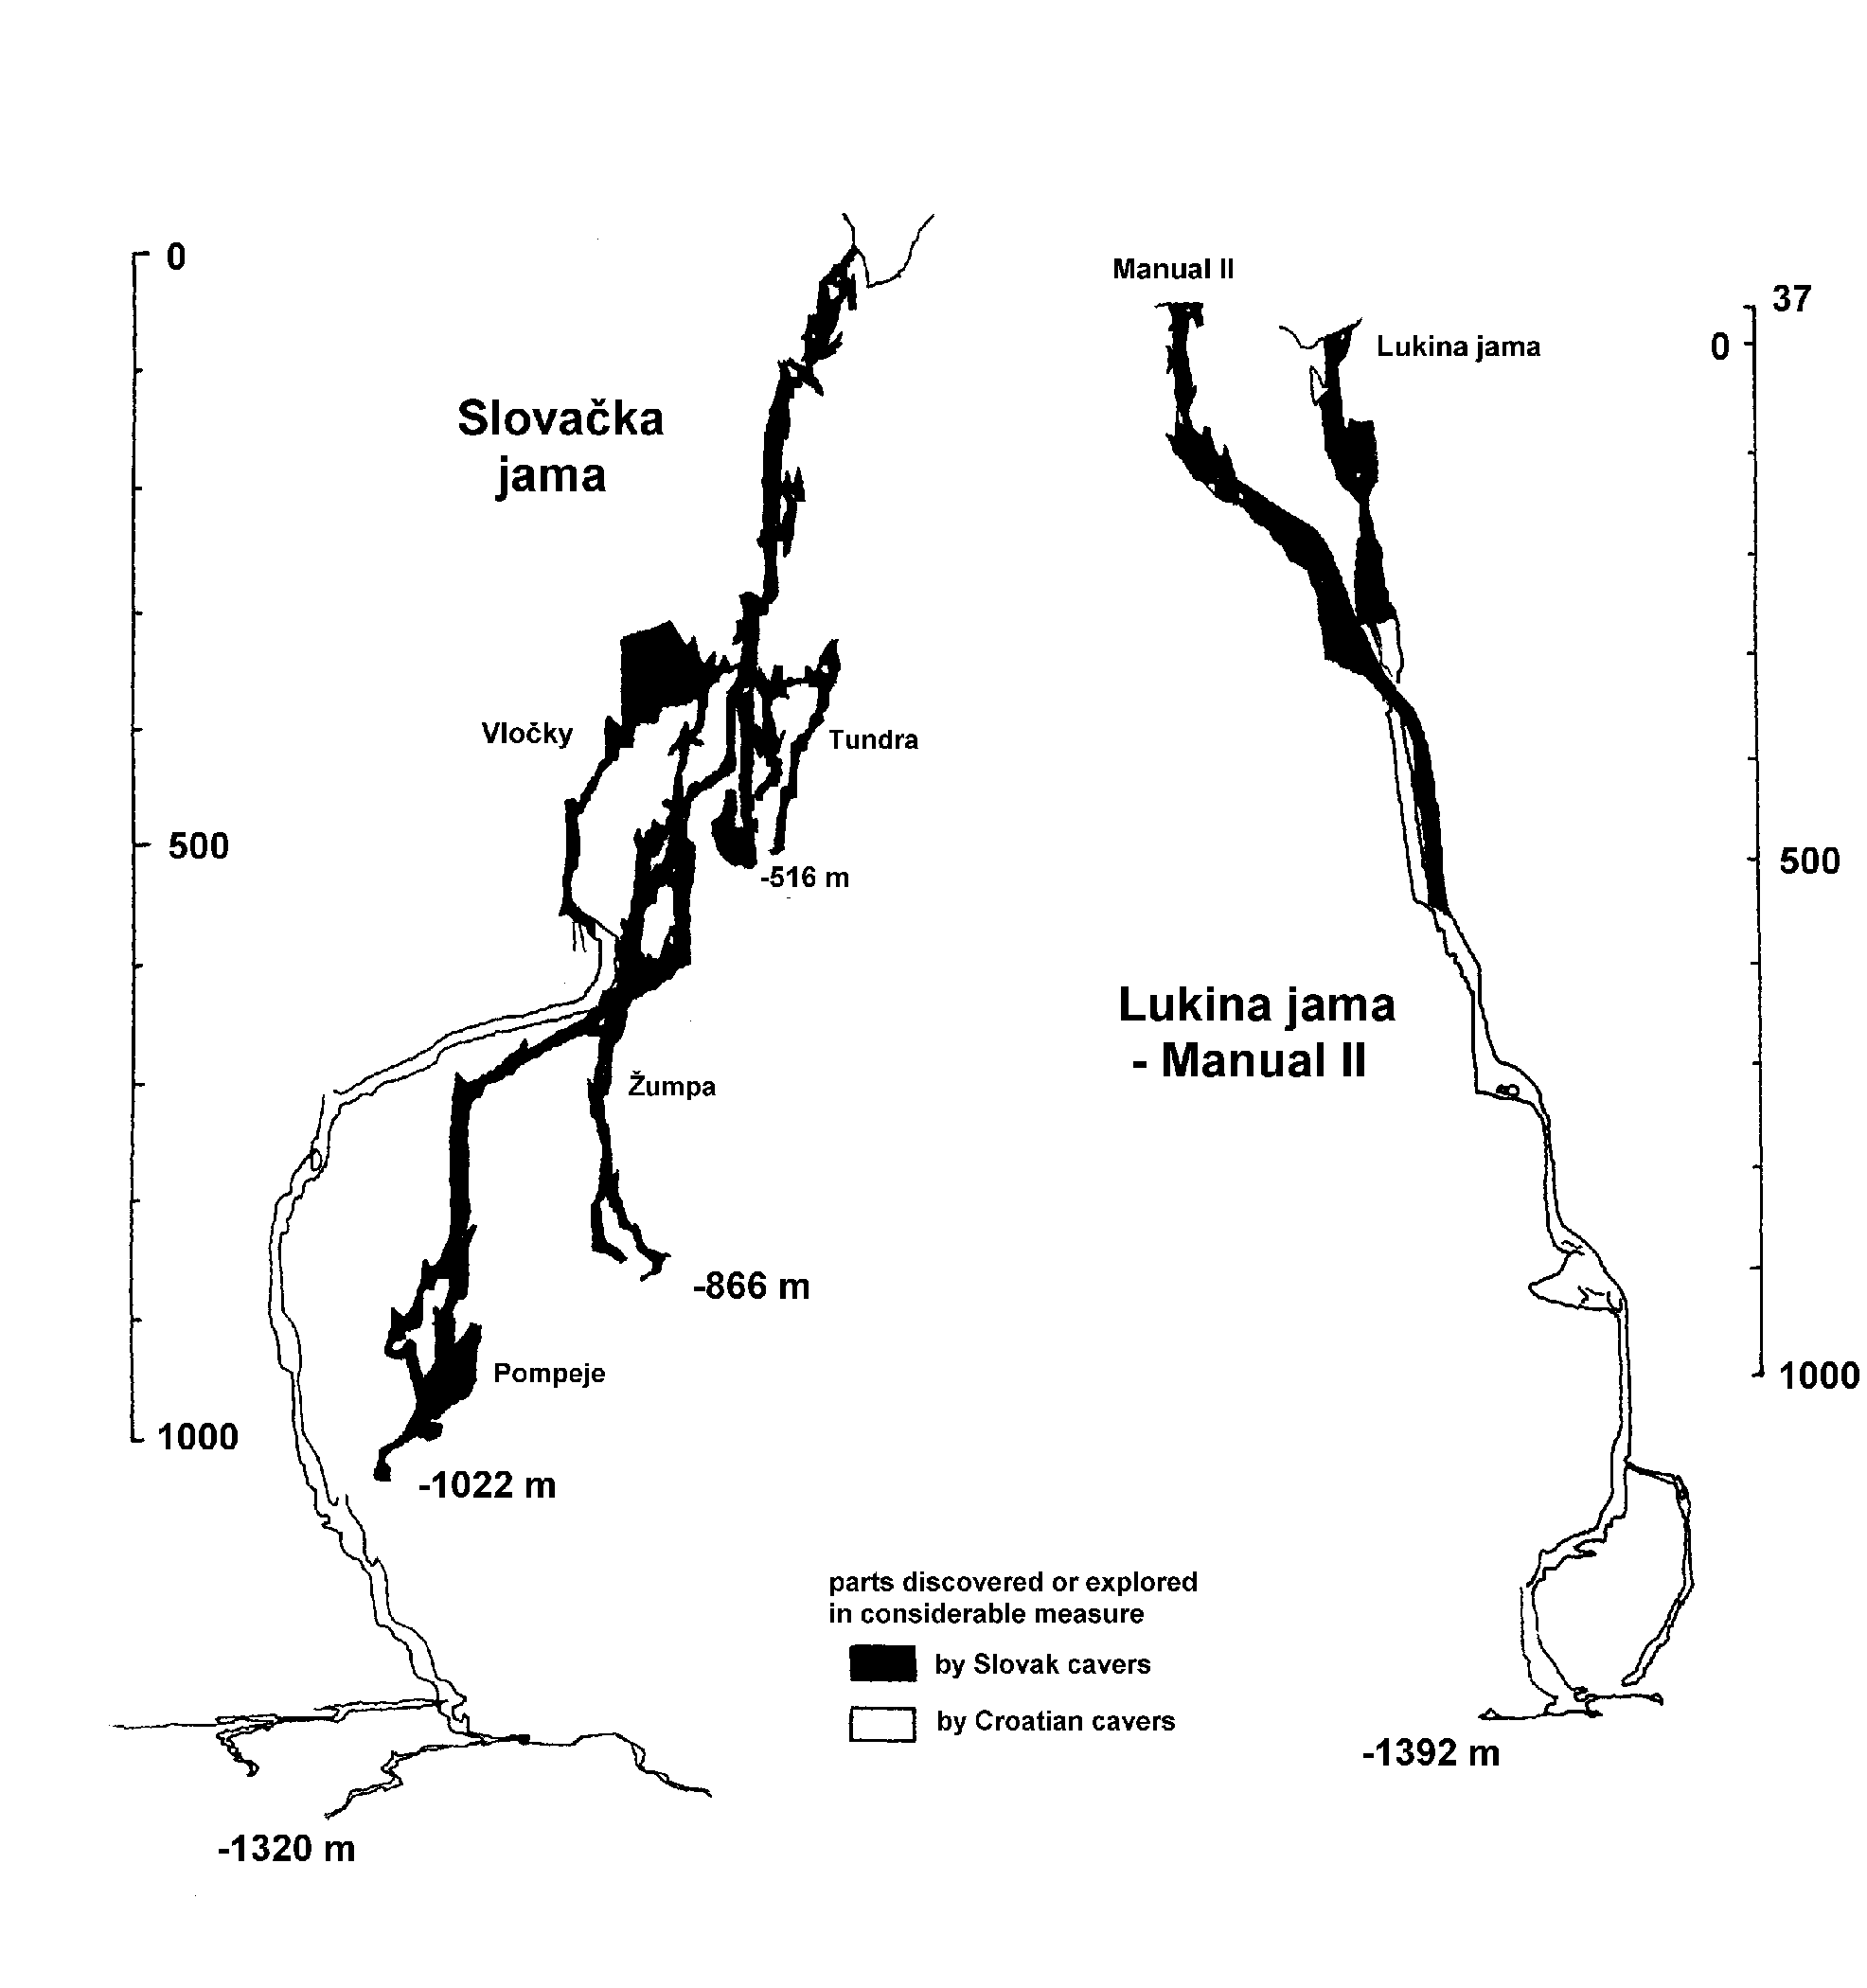 0
Manual II
37
0
Lukina jama
Slovačka
jama
Vločky
Tundra
500
-516 m
500
Lukina jama
- Manual II
Žumpa
-866 m
Pompeje
1000
1000
-1022 m
parts discovered or explored
in considerable measure
by Slovak cavers
by Croatian cavers
-1392 m
-1320 m